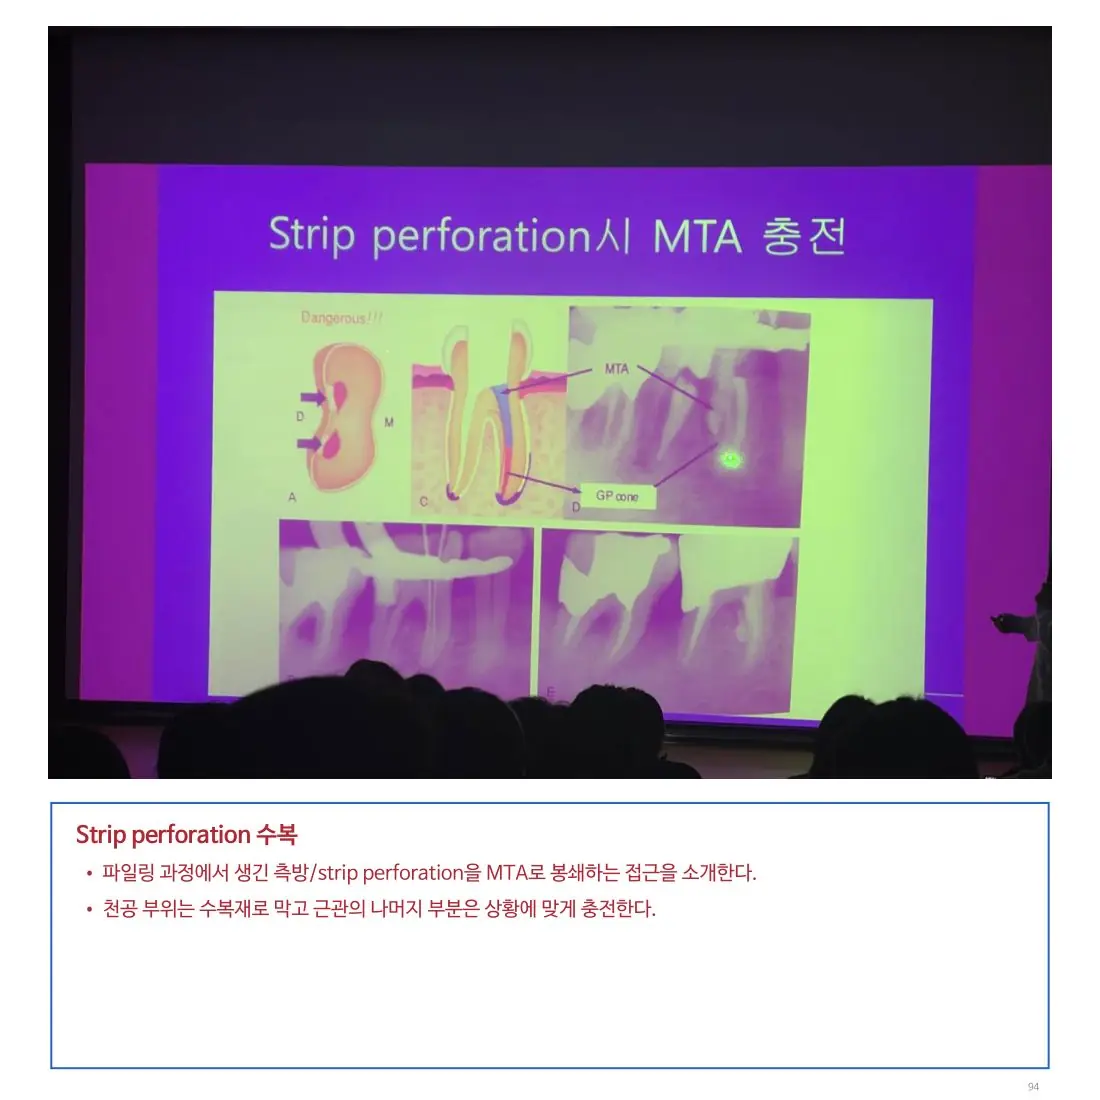 Strip perforation시 MTA 충전
Dangerous!!!
D
M
A
MTA
C
GP cone
D
E
Strip perforation 수복
• 파일링 과정에서 생긴 측방/strip perforation을 MTA로 봉쇄하는 접근을 소개한다.
• 천공 부위는 수복재로 막고 근관의 나머지 부분은 상황에 맞게 충전한다.
94